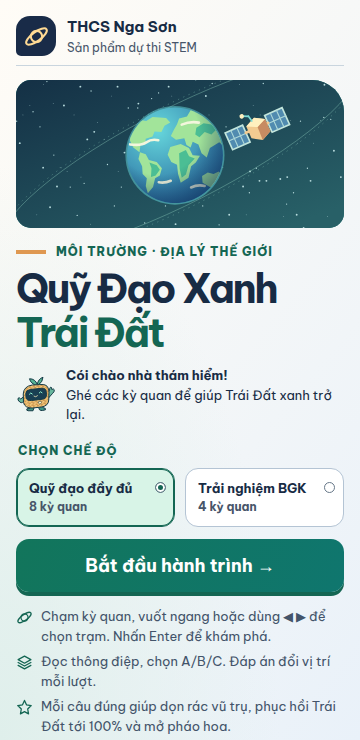 THCS Nga Sơn
Sản phẩm dự thi STEM
MÔI TRƯỜNG · ĐỊA LÝ THẾ GIỚI
Quỹ Đạo Xanh
Trái Đất
Cói chào nhà thám hiểm!
Ghé các kỳ quan để giúp Trái Đất xanh trở
lại.
CHỌN CHẾ ĐỘ
Quỹ đạo đầy đủ
8 kỳ quan
Trải nghiệm BGK
4 kỳ quan
Bắt đầu hành trình →
Chạm kỳ quan, vuốt ngang hoặc dùng ◀ ▶ để
chọn trạm. Nhấn Enter để khám phá.
Đọc thông điệp, chọn A/B/C. Đáp án đổi vị trí
mỗi lượt.
Mỗi câu đúng giúp dọn rác vũ trụ, phục hồi Trái
Đất tới 100% và mở pháo hoa.